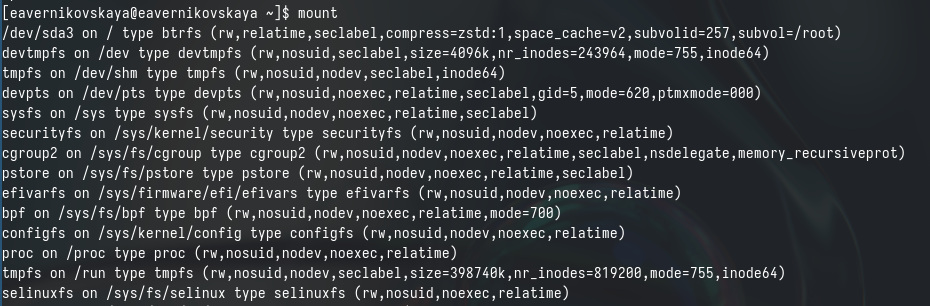 [eavernikovskaya@eavernikovskaya ~]$ mount
/dev/sda3 on / type btrfs (rw,relatime,seclabel,compress=zstd:1,space_cache=v2,subvolid=257,subvol=/root)
devtmpfs on /dev type devtmpfs (rw,nosuid,seclabel,size=4096k,nr_inodes=243964,mode=755,inode64)
tmpfs on /dev/shm type tmpfs (rw,nosuid,nodev,seclabel,inode64)
devpts on /dev/pts type devpts (rw,nosuid,noexec,relatime,seclabel,gid=5,mode=620,ptmxmode=000)
sysfs on /sys type sysfs (rw,nosuid,nodev,noexec,relatime,seclabel)
securityfs on /sys/kernel/security type securityfs (rw,nosuid,nodev,noexec,relatime)
cgroup2 on /sys/fs/cgroup type cgroup2 (rw,nosuid,nodev,noexec,relatime,seclabel,nsdelegate,memory_recursiveprot)
pstore on /sys/fs/pstore type pstore (rw,nosuid,nodev,noexec,relatime,seclabel)
efivarfs on /sys/firmware/efi/efivars type efivarfs (rw,nosuid,nodev,noexec,relatime)
bpf on /sys/fs/bpf type bpf (rw,nosuid,nodev,noexec,relatime,mode=700)
configfs on /sys/kernel/config type configfs (rw,nosuid,nodev,noexec,relatime)
proc on /proc type proc (rw,nosuid,nodev,noexec,relatime)
tmpfs on /run type tmpfs (rw,nosuid,nodev,seclabel,size=398740k,nr_inodes=819200,mode=755,inode64)
selinuxfs on /sys/fs/selinux type selinuxfs (rw,nosuid,noexec,relatime)